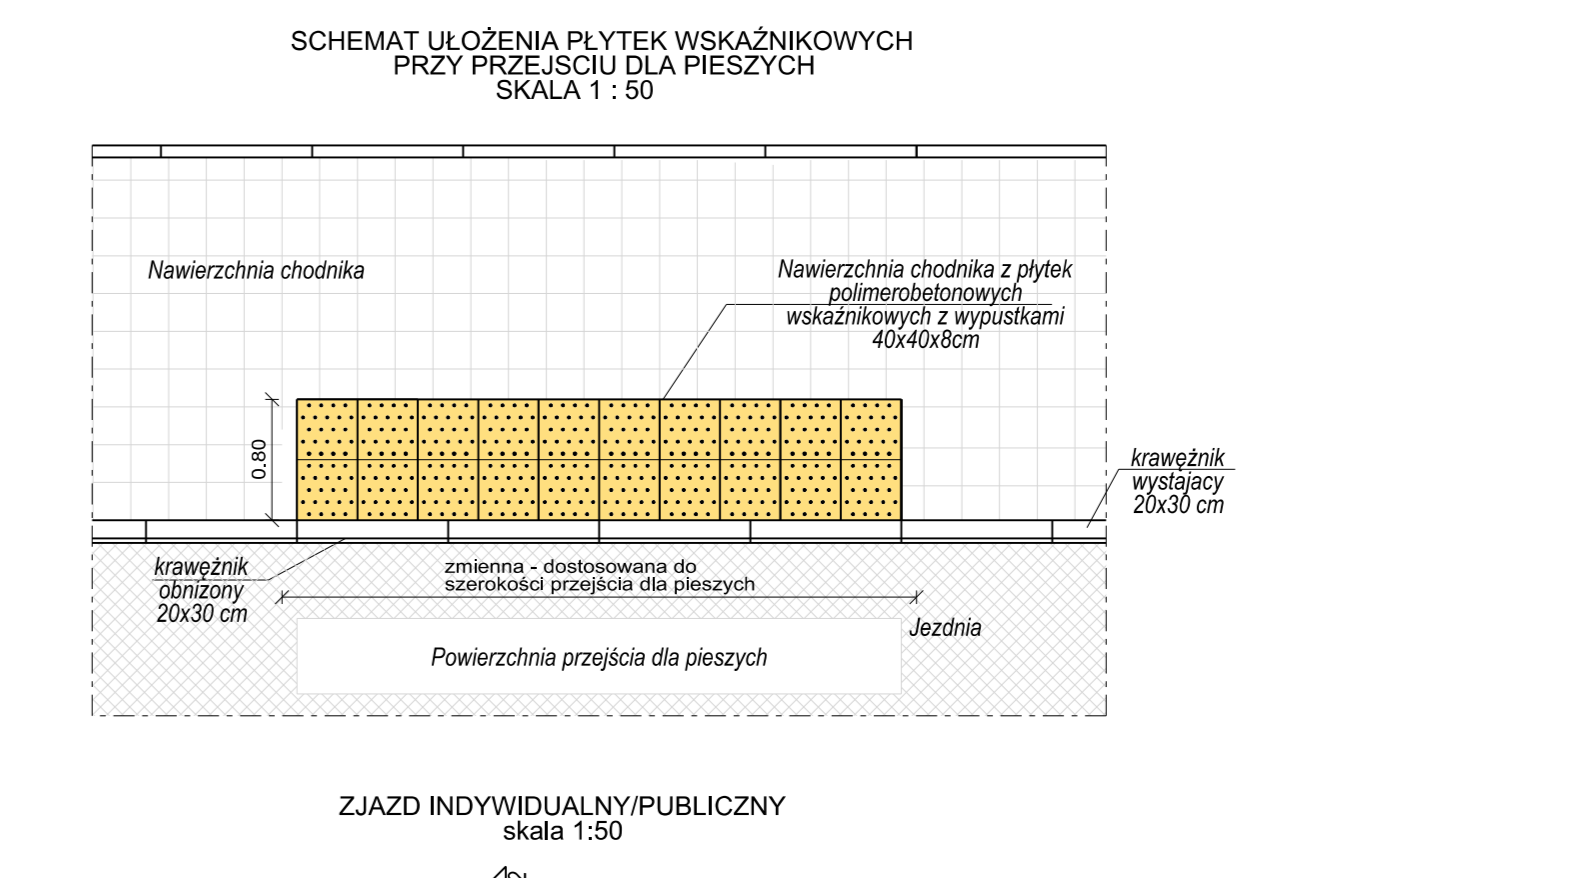 SCHEMAT UŁOŻENIA PŁYTEK WSKAŹNIKOWYCH
PRZY PRZEJSCIU DLA PIESZYCH
SKALA 1 : 50
Nawierzchnia chodnika
Nawierzchnia chodnika z płytek
polimerobetonowych
wskaźnikowych z wypustkami
40x40x8cm
0.80
krawężnik
wystajacy
20x30 cm
krawężnik
obniżony
20x30 cm
zmienna - dostosowana do
szerokości przejścia dla pieszych
Jezdnia
Powierzchnia przejścia dla pieszych
ZJAZD INDYWIDUALNY/PUBLICZNY
skala 1:50